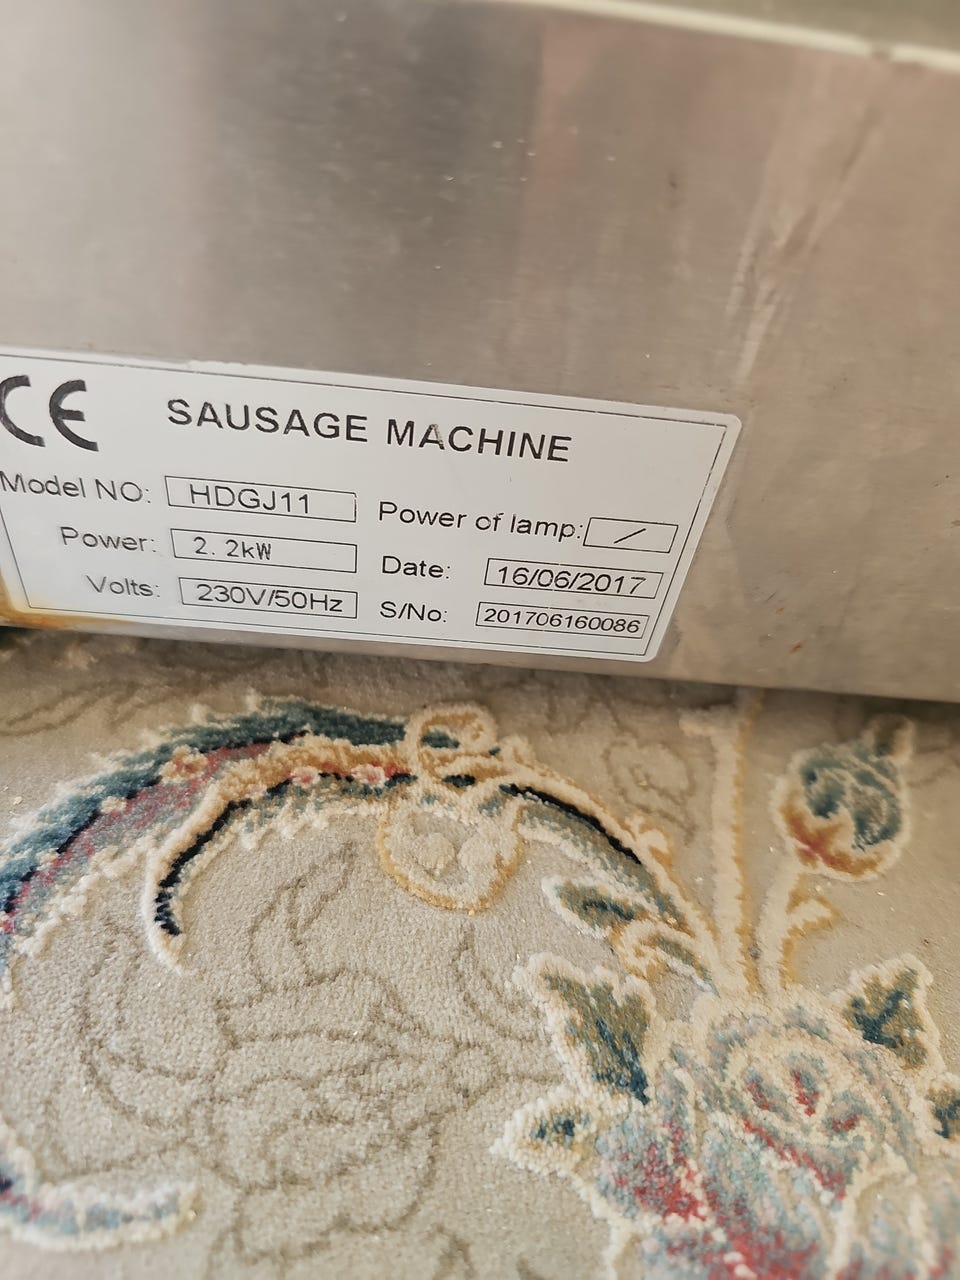 CE SAUSAGE MACHINE
Model NO: HDGJ11 Power of lamp: /
Power: 2.2kW Date: 16/06/2017
Volts: 230V/50Hz S/No: 201706160086